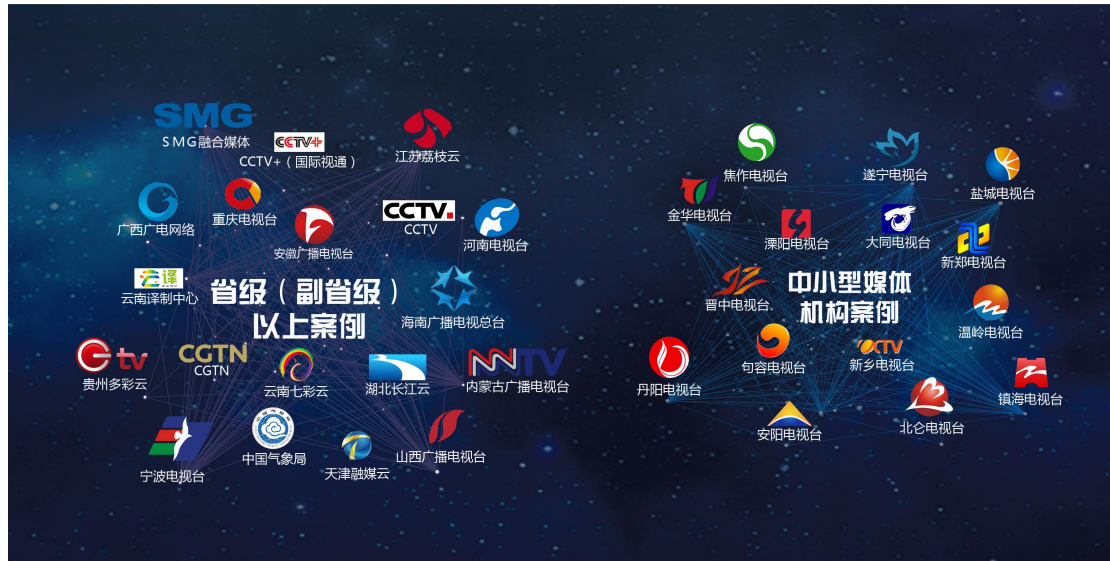 SMG
SMG融合媒体
CCTV+
CCTV+（国际视通）
江苏荔枝云
广西广电网络
重庆电视台
安徽广播电视台
CCTV.
CCTV
河南电视台
云译
云南译制中心
省级（副省级）
以上案例
海南广播电视总台
Gtv
贵州多彩云
CGTN
CGTN
云南七彩云
湖北长江云
NMTV
内蒙古广播电视台
宁波电视台
中国气象局
天津融媒云
山西广播电视台
焦作电视台
遂宁电视台
盐城电视台
金华电视台
溧阳电视台
大同电视台
新郑电视台
晋中电视台
中小型媒体
机构案例
温岭电视台
丹阳电视台
句容电视台
CTV
新乡电视台
镇海电视台
安阳电视台
北仑电视台